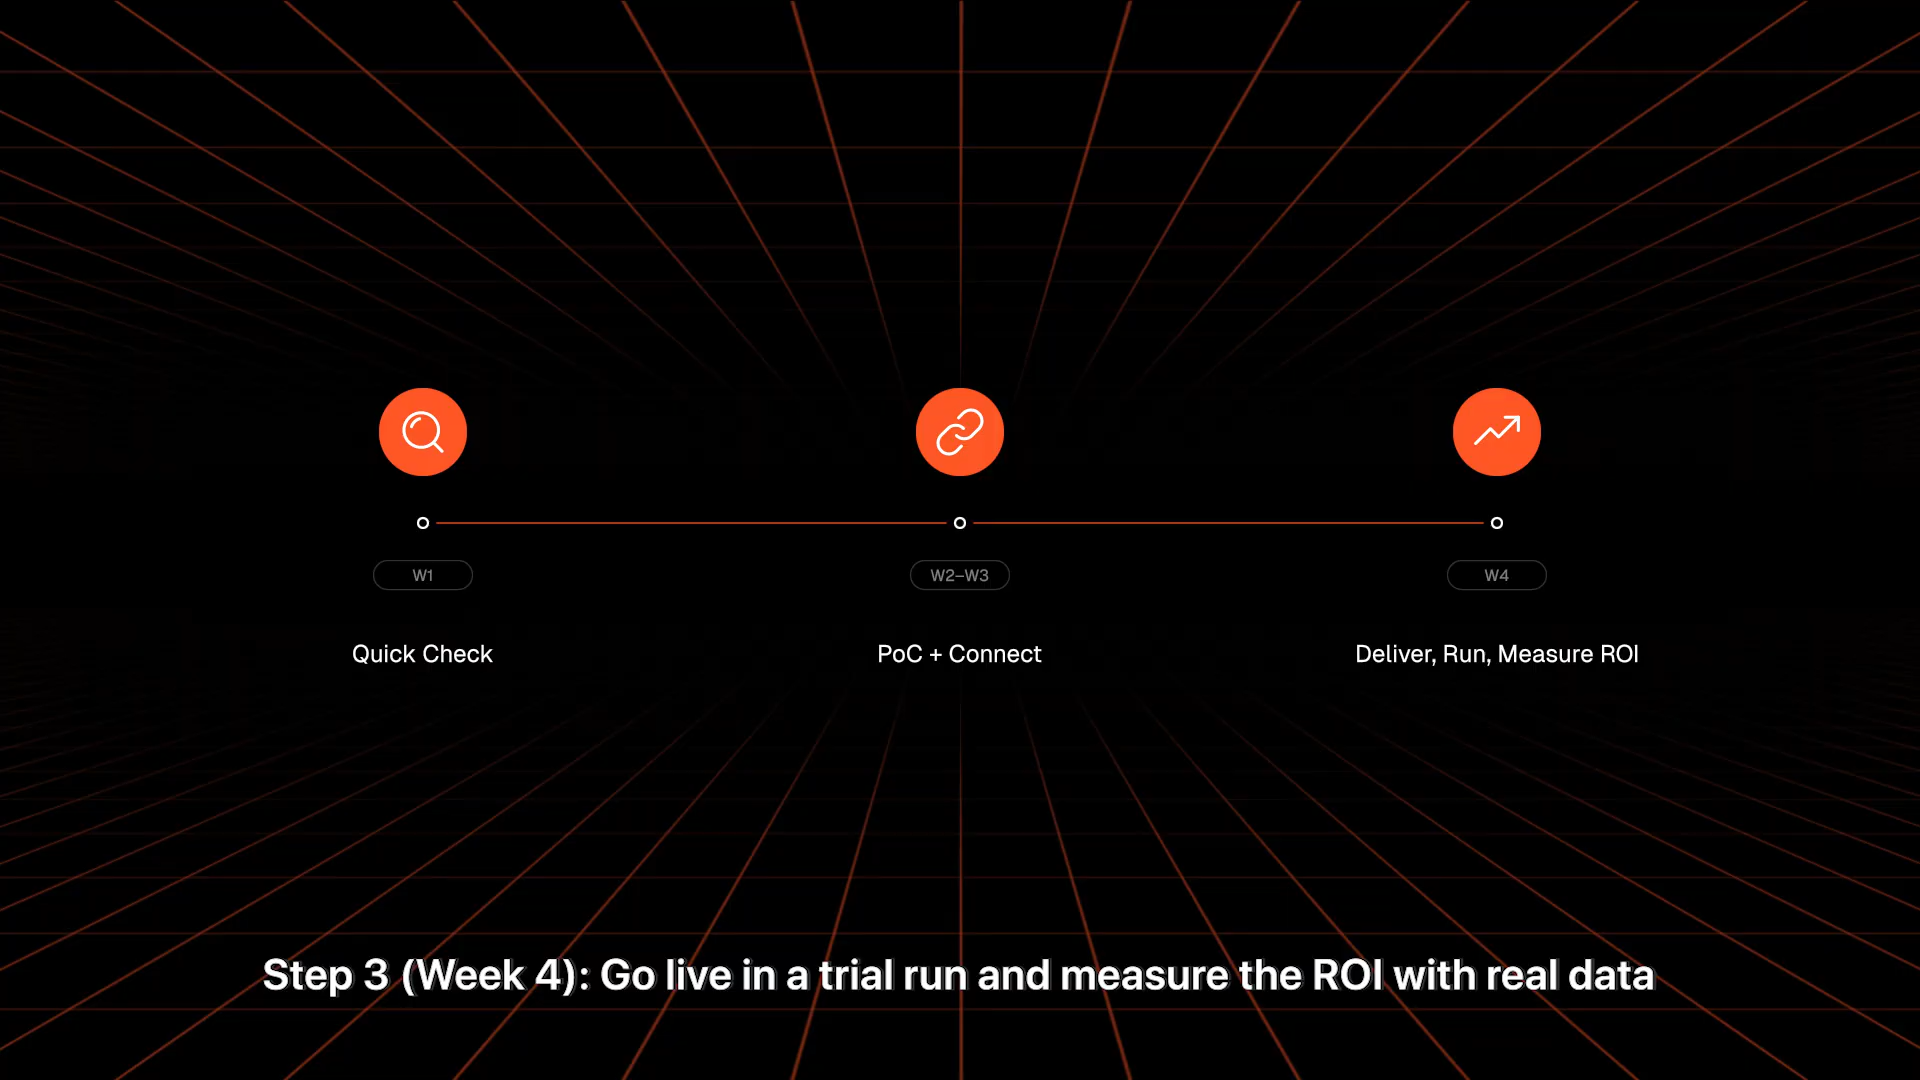 W1
W2–W3
W4
Quick Check
PoC + Connect
Deliver, Run, Measure ROI
Step 3 (Week 4): Go live in a trial run and measure the ROI with real data